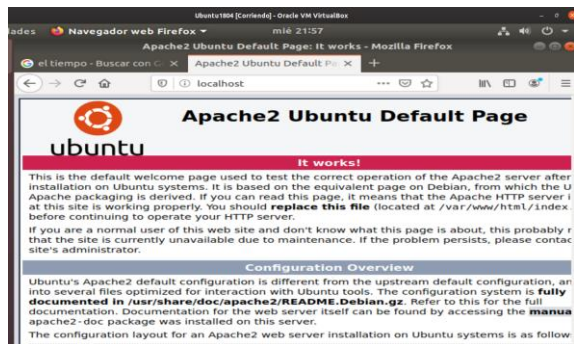 Ubuntu1804 [Corriendo] - Oracle VM VirtualBox
ades Navegador web Firefox mié 21:57
Apache2 Ubuntu Default Page: It works - Mozilla Firefox
el tiempo - Buscar con G Apache2 Ubuntu Default Pa
localhost
ubuntu
Apache2 Ubuntu Default Page
It works!
This is the default welcome page used to test the correct operation of the Apache2 server after
installation on Ubuntu systems. It is based on the equivalent page on Debian, from which the U
Apache packaging is derived. If you can read this page, it means that the Apache HTTP server i
at this site is working properly. You should replace this file (located at /var/www/html/index.
before continuing to operate your HTTP server.
If you are a normal user of this web site and don't know what this page is about, this probably r
that the site is currently unavailable due to maintenance. If the problem persists, please contac
site's administrator.
Configuration Overview
Ubuntu's Apache2 default configuration is different from the upstream default configuration, an
into several files optimized for interaction with Ubuntu tools. The configuration system is fully
documented in /usr/share/doc/apache2/README.Debian.gz. Refer to this for the full
documentation. Documentation for the web server itself can be found by accessing the manua
apache2-doc package was installed on this server.
The configuration layout for an Apache2 web server installation on Ubuntu systems is as follow